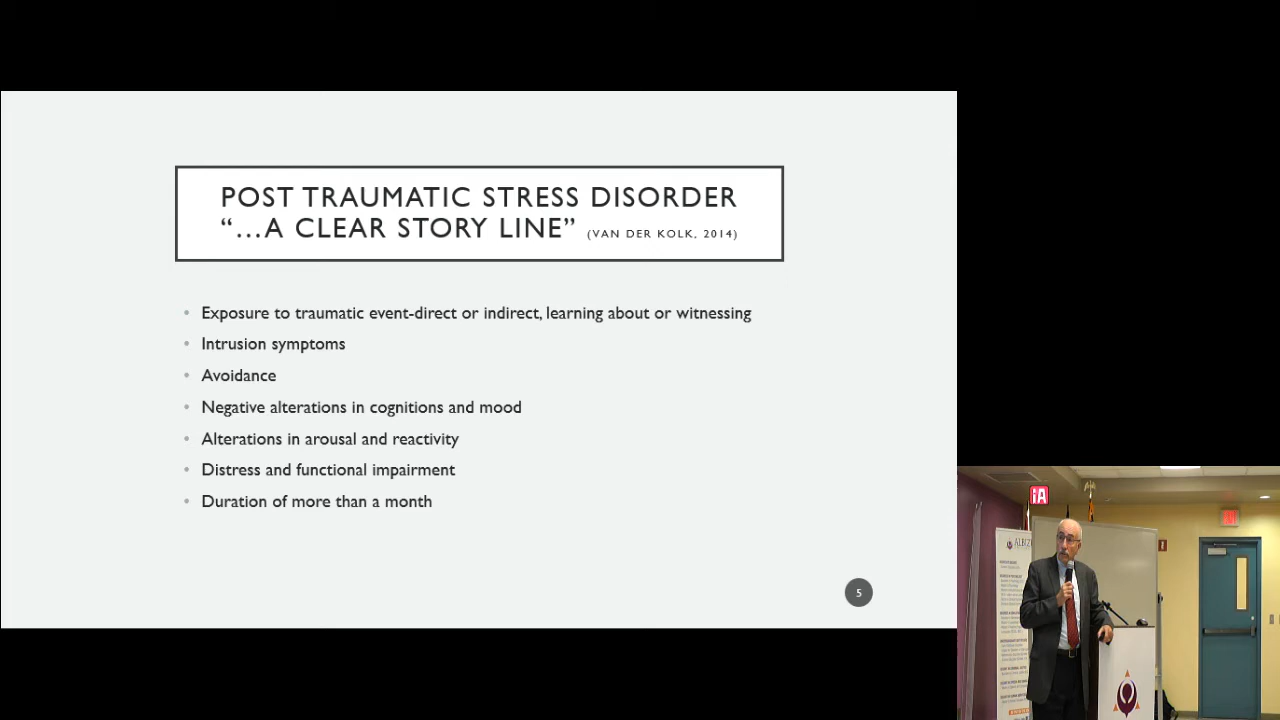 POST TRAUMATIC STRESS DISORDER
“...A CLEAR STORY LINE” (VAN DER KOLK, 2014)
• Exposure to traumatic event-direct or indirect, learning about or witnessing
• Intrusion symptoms
• Avoidance
• Negative alterations in cognitions and mood
• Alterations in arousal and reactivity
• Distress and functional impairment
• Duration of more than a month
5
iA